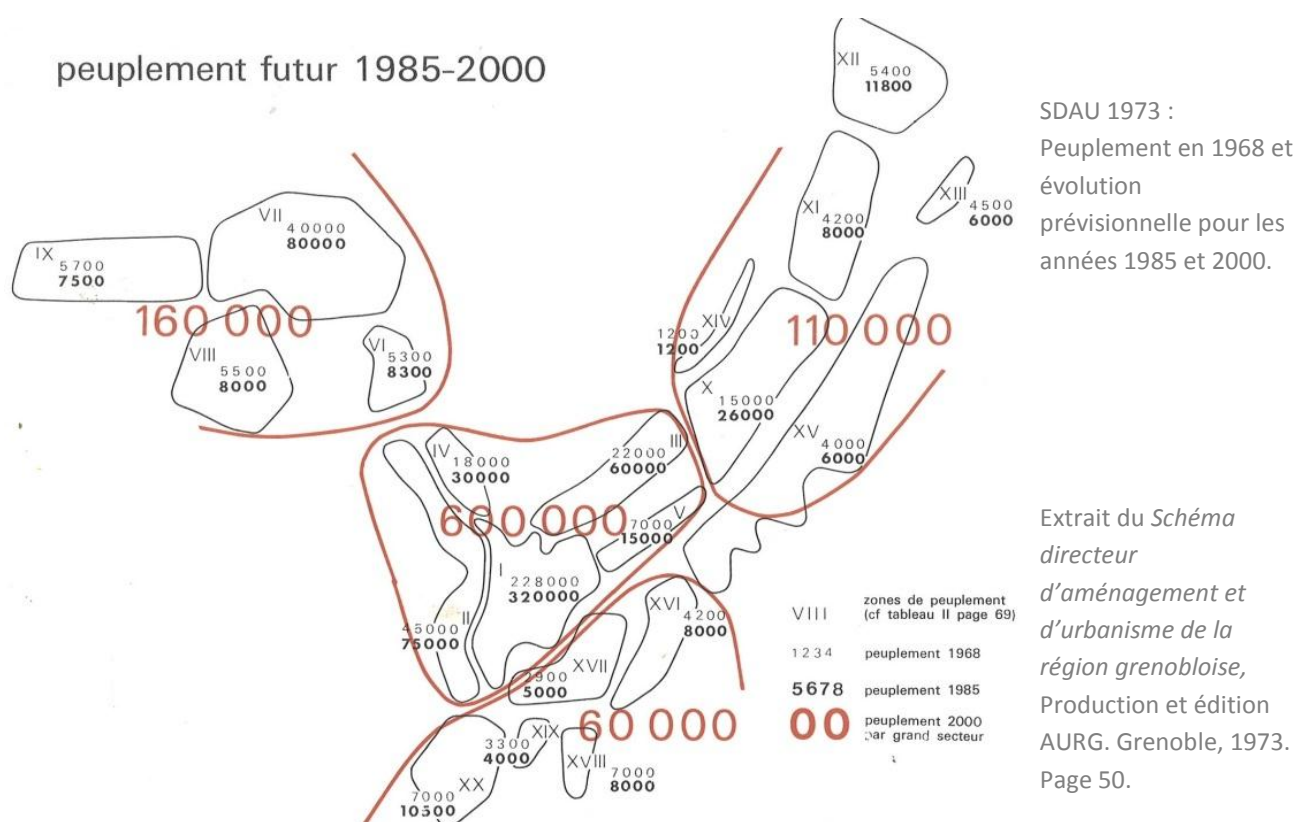 peuplement futur 1985-2000
XII
5400
11800
XI
4200
8000
XIII
4500
6000
IX
5700
7500
VII
40000
80000
160 000
VIII
5500
8000
VI
5300
8300
XIV
1200
1200
110 000
X
15000
26000
XV
4000
6000
IV
18000
30000
III
22000
60000
600 000
V
7000
15000
I
228000
320000
II
45000
75000
XVI
4200
8000
XVII
2900
5000
60 000
XIX
3300
4000
XVIII
7000
8000
XX
7000
10500
VIII zones de peuplement
(cf tableau II page 69)
1234 peuplement 1968
5678 peuplement 1985
00 peuplement 2000
par grand secteur
SDAU 1973 :
Peuplement en 1968 et
évolution
prévisionnelle pour les
années 1985 et 2000.
Extrait du Schéma
directeur
d’aménagement et
d’urbanisme de la
région grenobloise,
Production et édition
AURG. Grenoble, 1973.
Page 50.